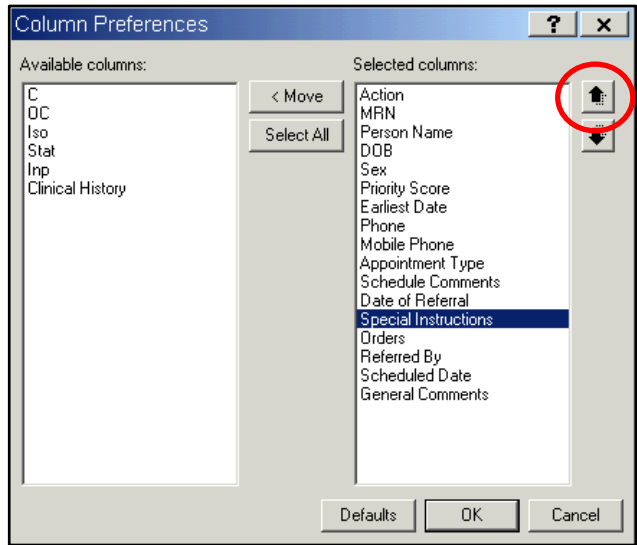 Column Preferences
Available columns:
C
OC
Iso
Stat
Inp
Clinical History
< Move
Select All
Selected columns:
Action
MRN
Person Name
DOB
Sex
Priority Score
Earliest Date
Phone
Mobile Phone
Appointment Type
Schedule Comments
Date of Referral
Special Instructions
Orders
Referred By
Scheduled Date
General Comments
Defaults
OK
Cancel